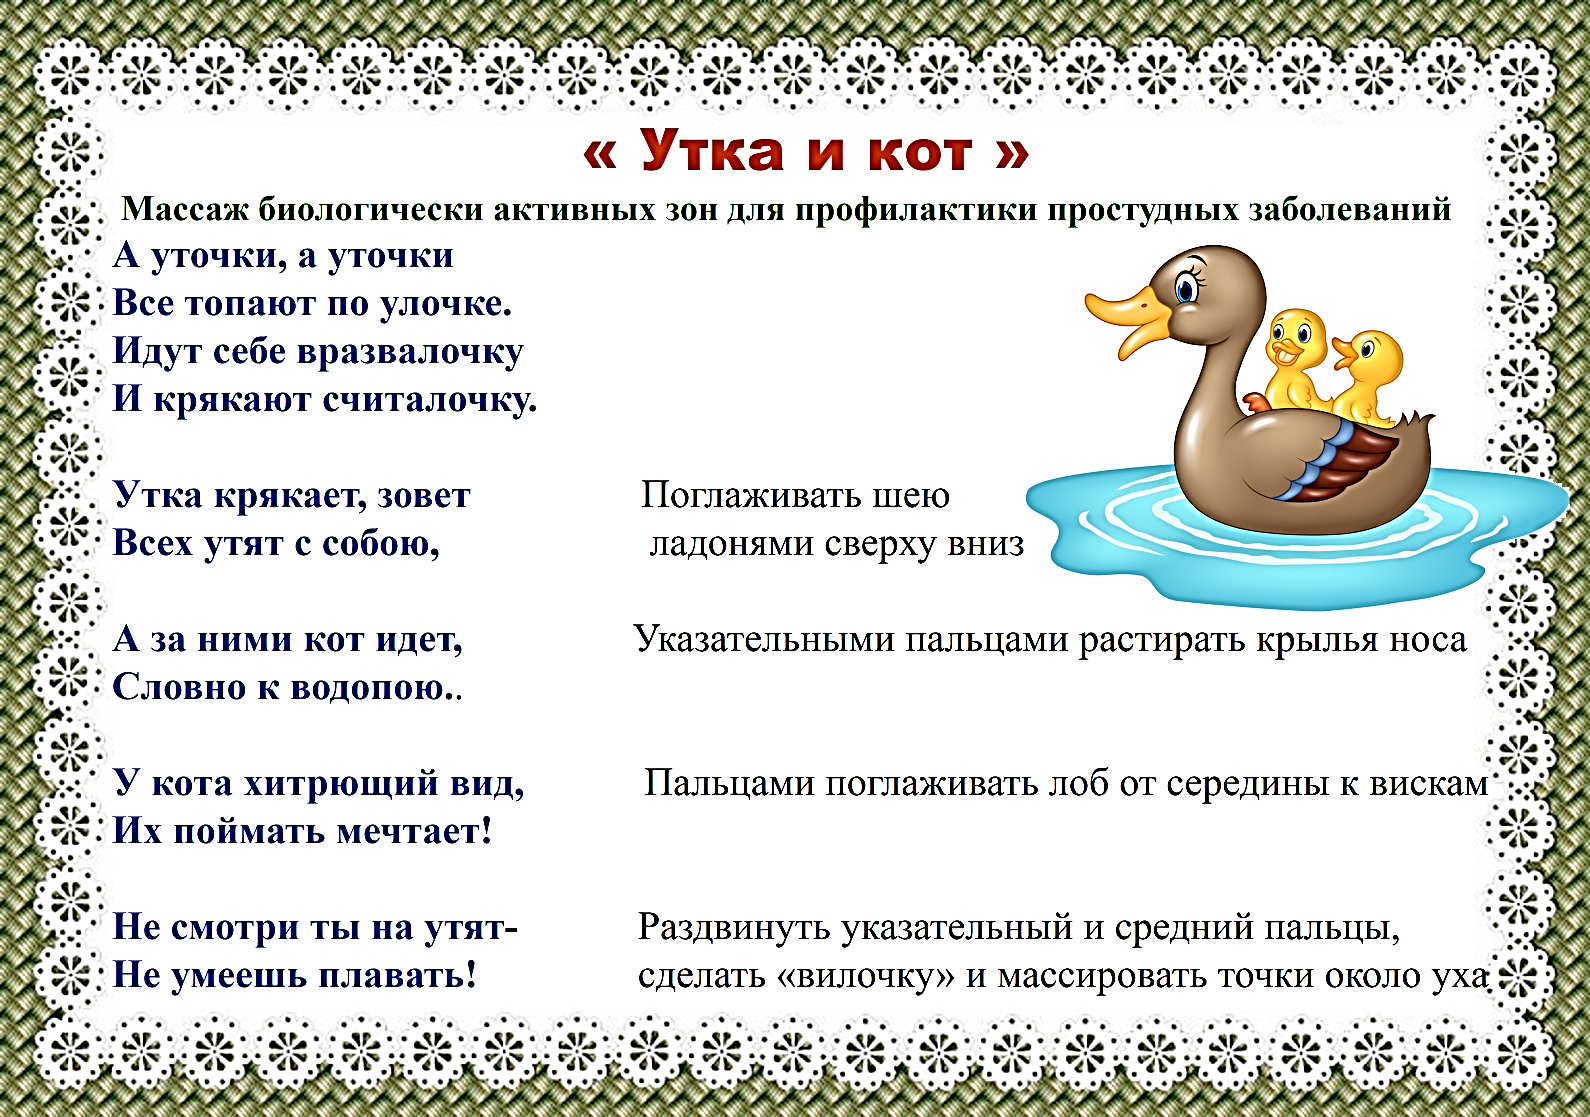 « Утка и кот »
Массаж биологически активных зон для профилактики простудных заболеваний
А уточки, а уточки
Все топают по улочке.
Идут себе вразвалочку
И крякают считалочку.
Утка крякает, зовет Поглаживать шею
Всех утят с собою, ладонями сверху вниз
А за ними кот идет, Указательными пальцами растирать крылья носа
Словно к водопою..
У кота хитрющий вид, Пальцами поглаживать лоб от середины к вискам
Их поймать мечтает!
Не смотри ты на утят- Раздвинуть указательный и средний пальцы,
Не умеешь плавать! сделать «вилочку» и массировать точки около уха